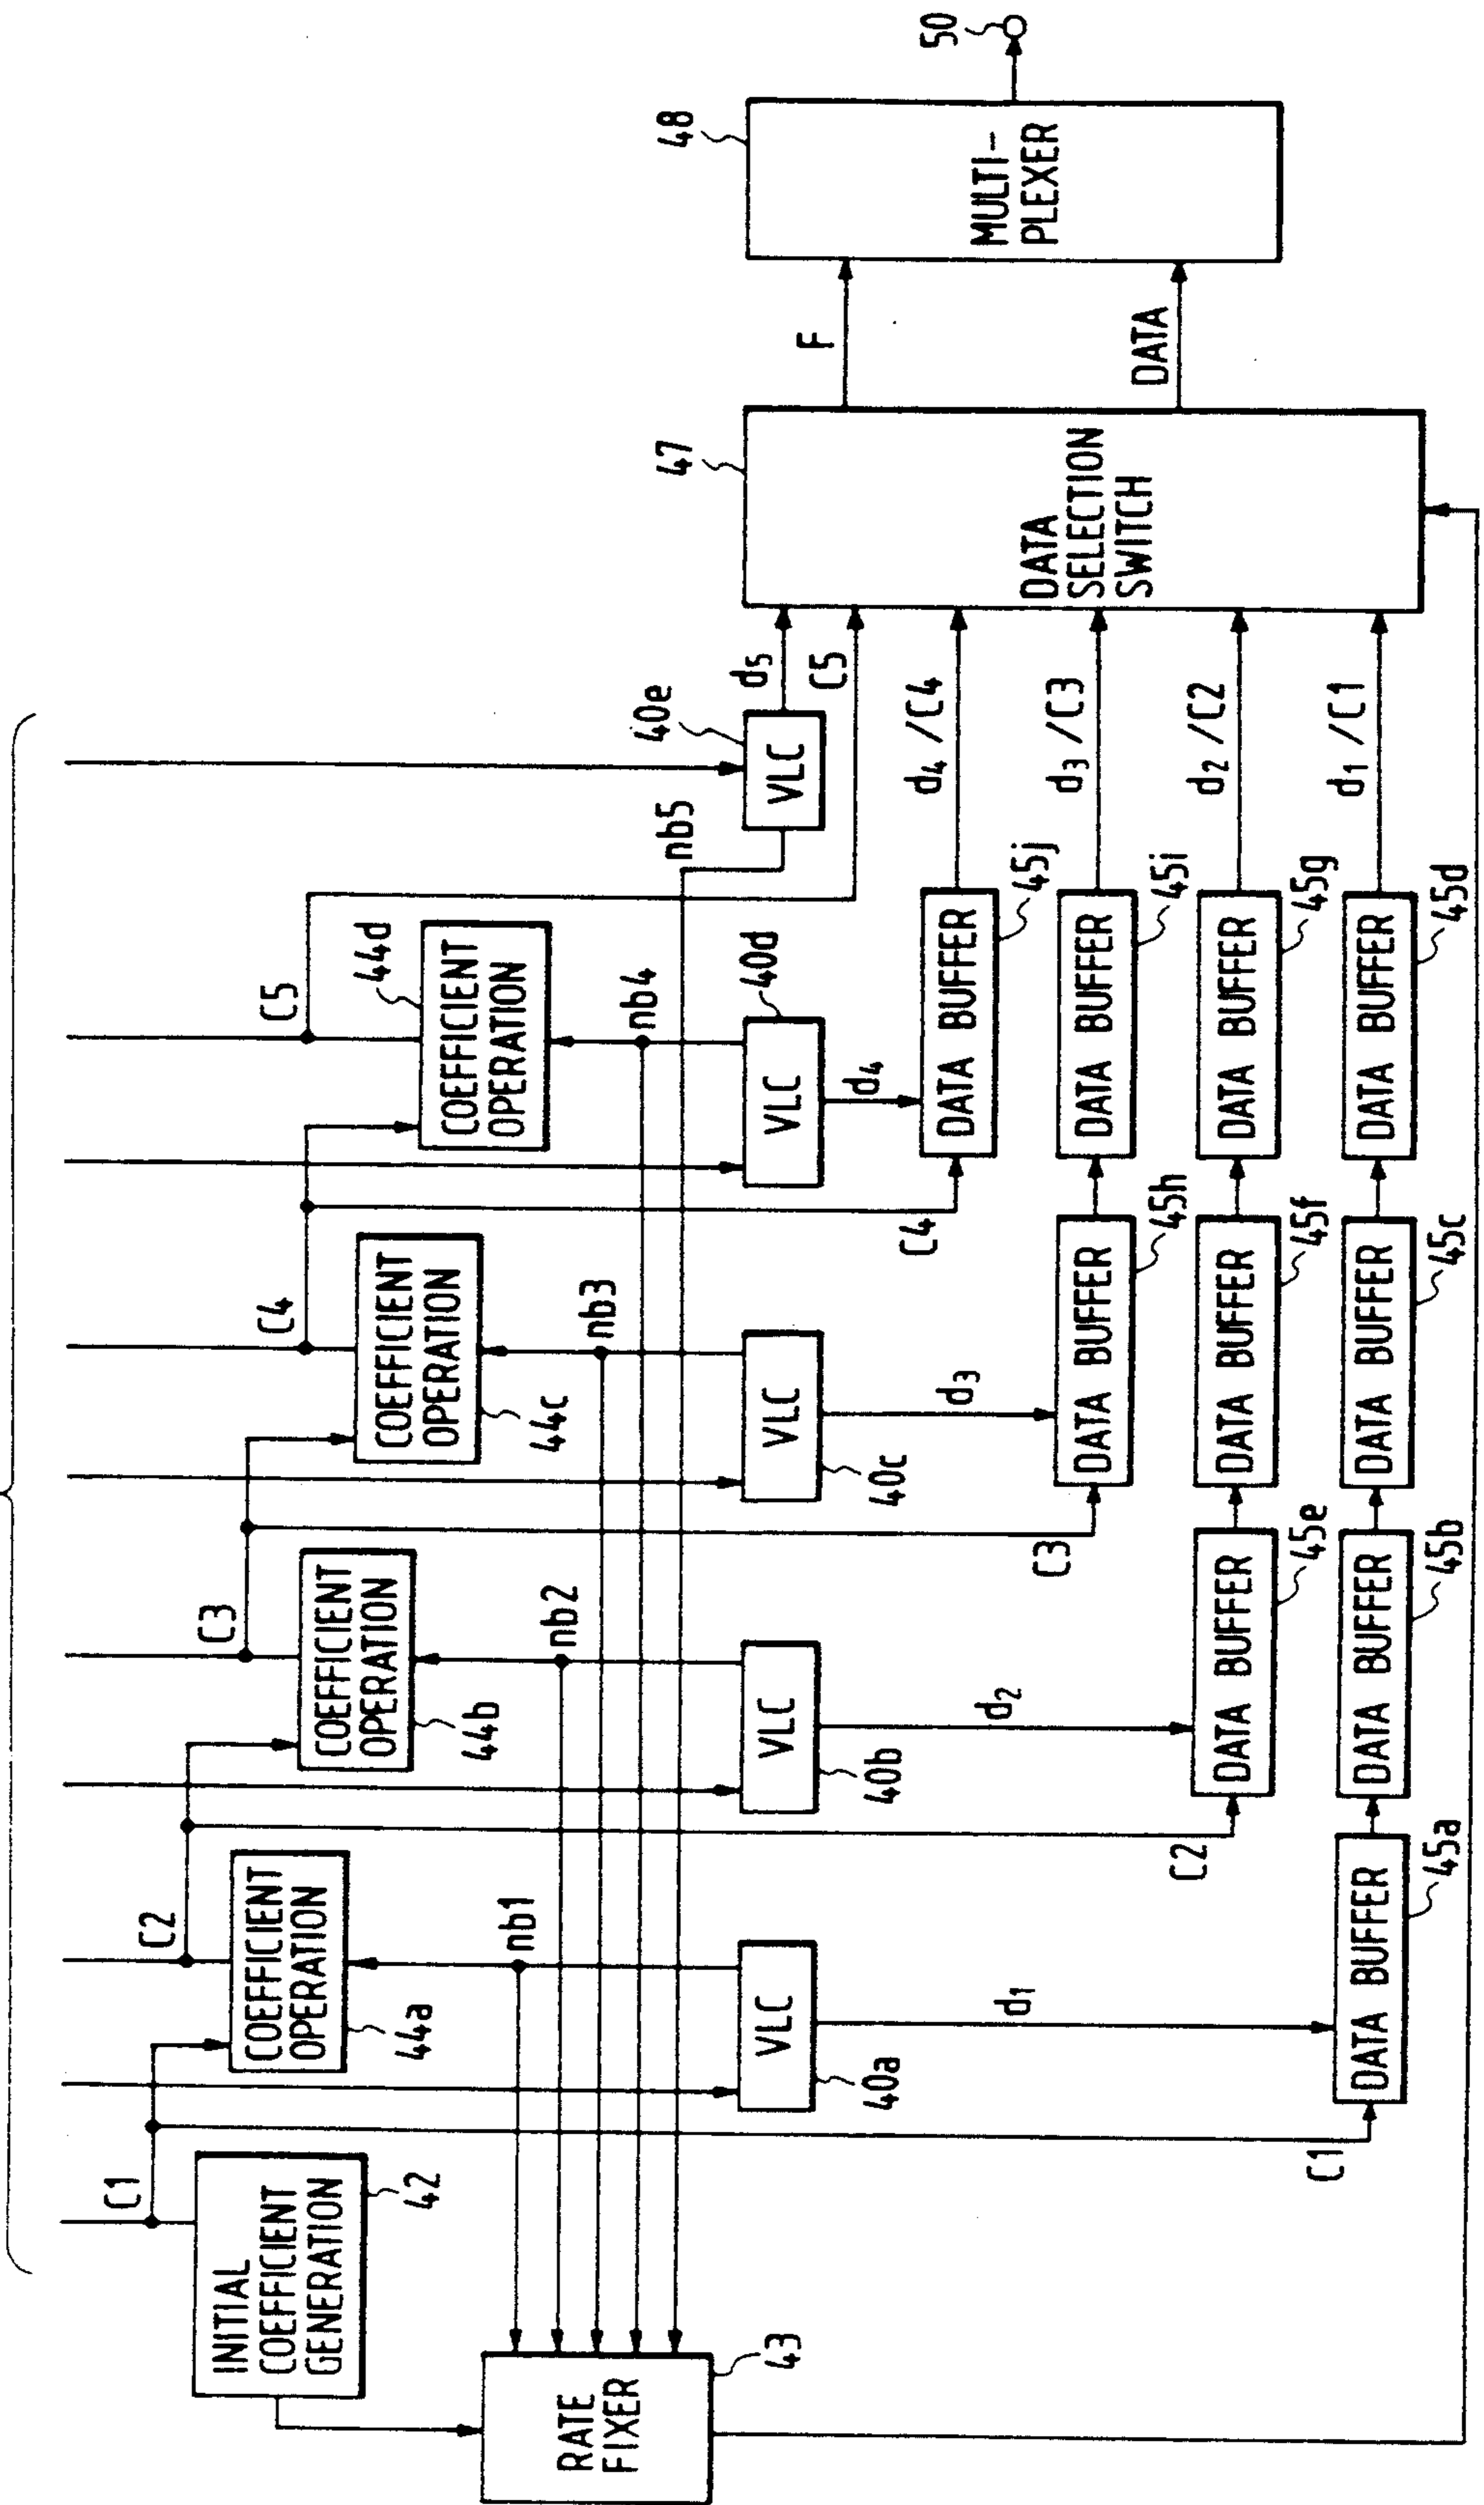 C1
INITIAL
COEFFICIENT
GENERATION
42
RATE
FIXER
43
C2
COEFFICIENT
OPERATION
44a
nb1
VLC
40a
d1
C1
DATA BUFFER
45a
C3
COEFFICIENT
OPERATION
44b
nb2
VLC
40b
d2
C2
DATA BUFFER
45e
DATA BUFFER
45b
C4
COEFFICIENT
OPERATION
44c
nb3
VLC
40c
d3
C3
DATA BUFFER
45h
DATA BUFFER
45f
DATA BUFFER
45c
C5
COEFFICIENT
OPERATION
44d
nb4
VLC
40d
d4
C4
DATA BUFFER
45j
DATA BUFFER
45i
DATA BUFFER
45g
DATA BUFFER
45d
nb5
VLC
40e
d5
C5
d4/C4
d3/C3
d2/C2
d1/C1
DATA
SELECTION
SWITCH
47
F
DATA
MULTI-
PLEXER
48
50